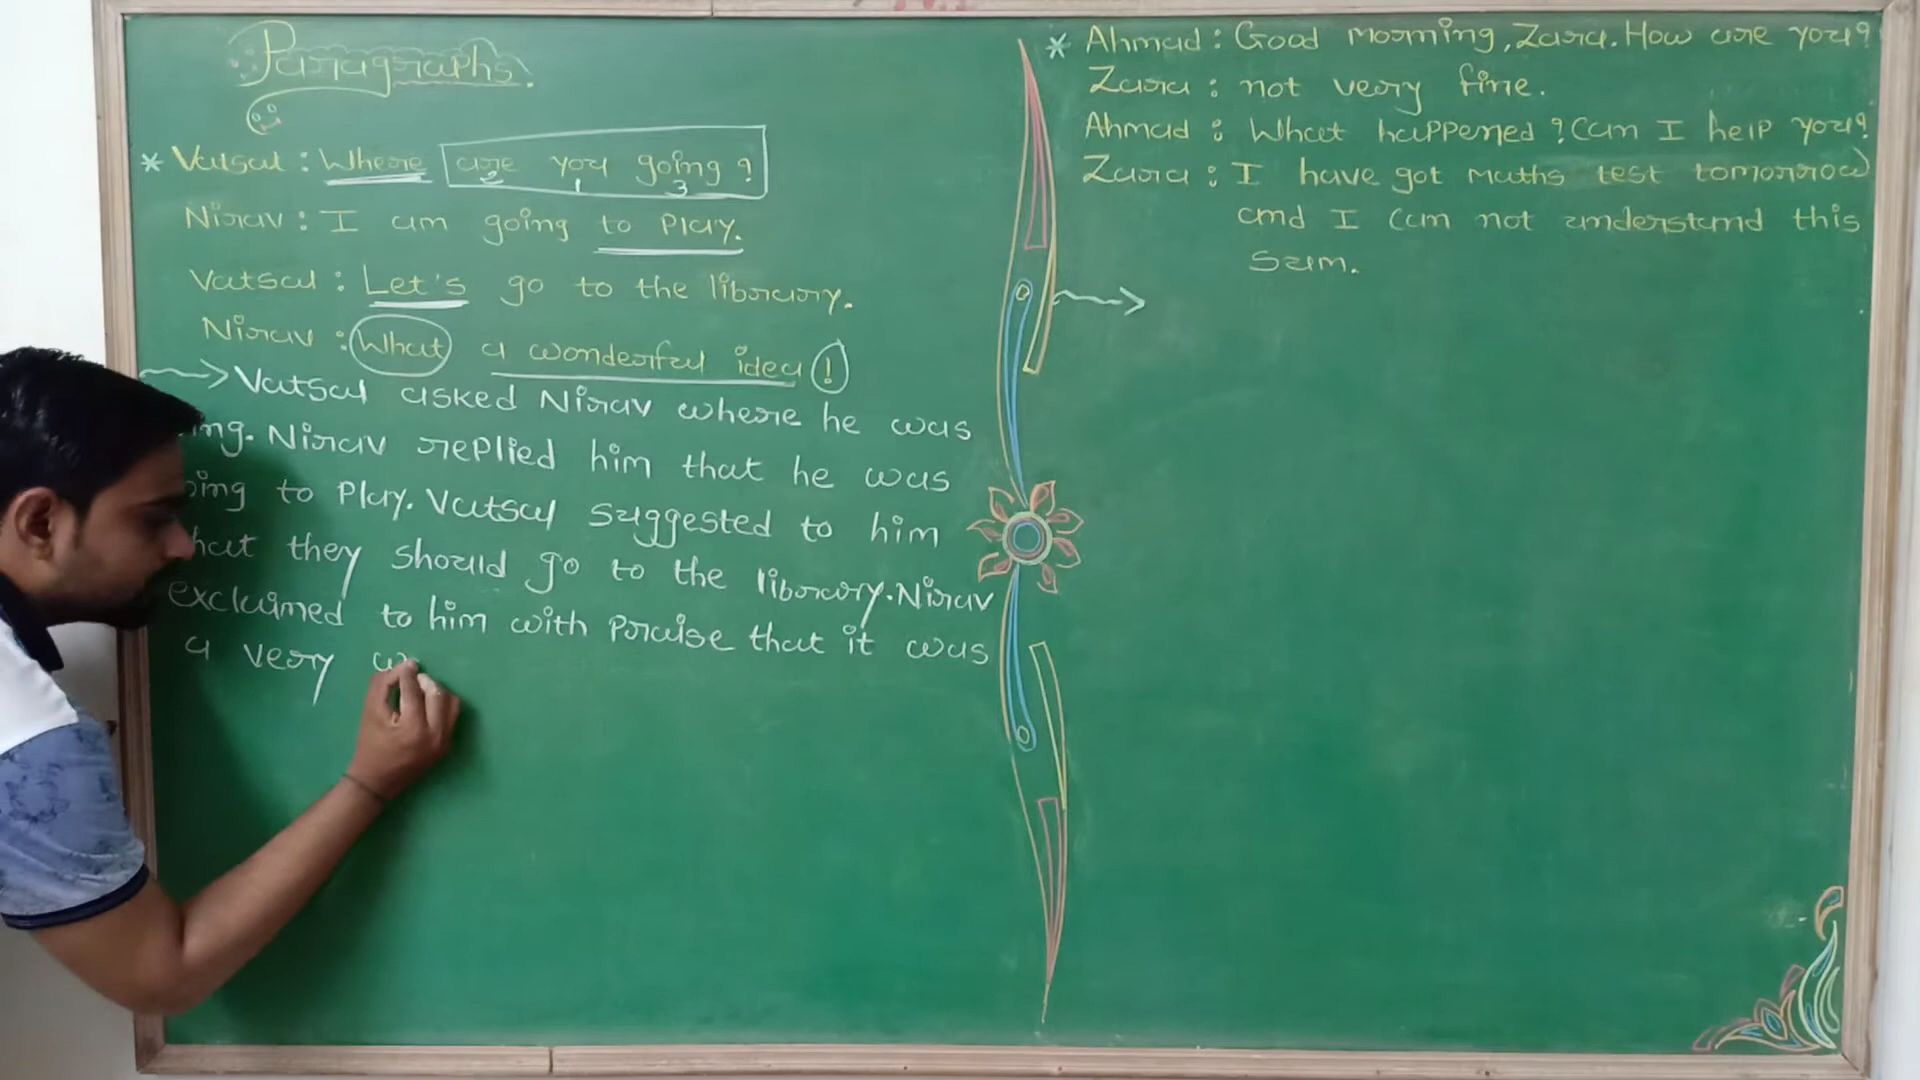 Paragraphs.
* Vatsal : Where are you going ?
2 1 3
Nirav : I am going to Play.
Vatsal : Let's go to the library.
Nirav : What a wonderful idea !
Vatsal asked Nirav where he was
ing. Nirav replied him that he was
oing to Play. Vatsal suggested to him
hat they should go to the library. Nirav
exclaimed to him with Praise that it was
a very w
* Ahmad : Good morning, Zara. How are you ?
Zara : not very fine.
Ahmad : What happened ? Can I help you ?
Zara : I have got maths test tomorrow
and I can not understand this
sum.